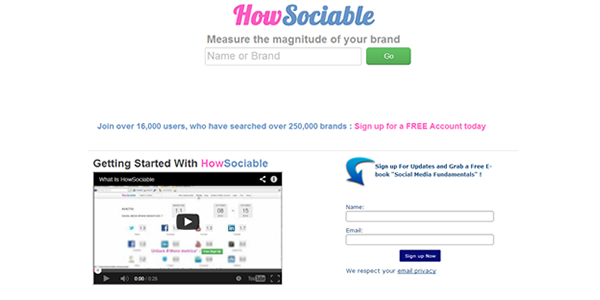 HowSociable
Measure the magnitude of your brand
Name or Brand
Go
Join over 16,000 users, who have searched over 250,000 brands : Sign up for a FREE Account today
Getting Started With HowSociable
What Is HowSociable
0:00 / 0:26
YouTube
Sign up For Updates and Grab a Free E-
book "Social Media Fundamentals" !
Name:
Email:
Sign up Now
We respect your email privacy